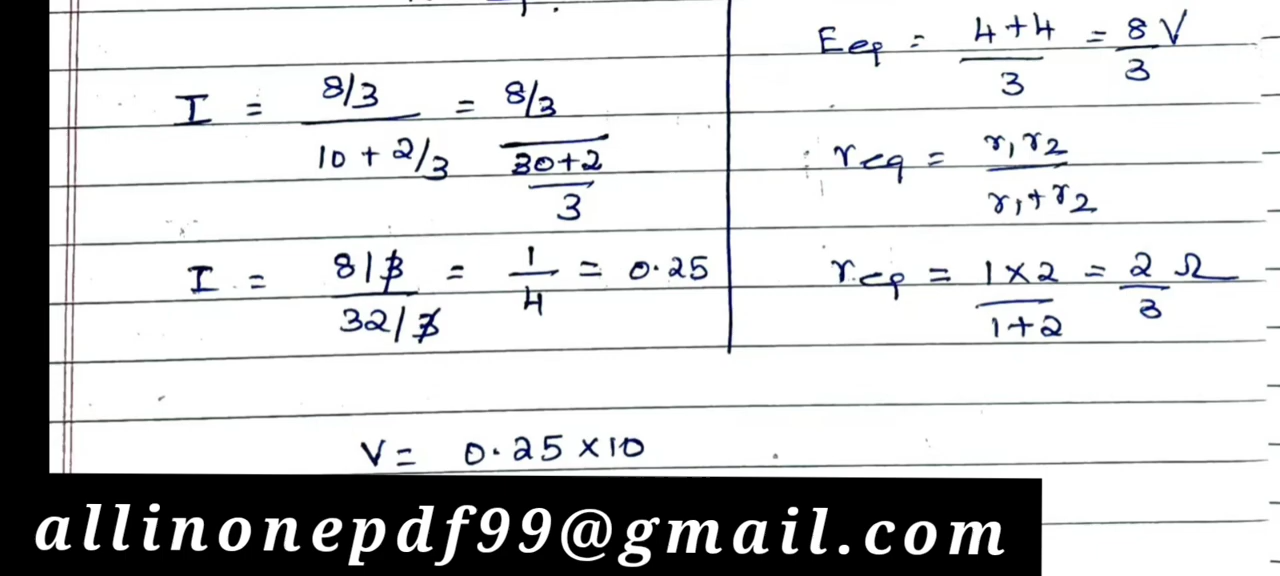 I = 8/3 / 10 + 2/3 = 8/3 / 30+2/3
I = 8/3 / 32/3 = 1/4 = 0.25
Eeq = 4+4/3 = 8/3 V
req = r1r2 / r1+r2
req = 1×2 / 1+2 = 2/3 Ω
V = 0.25×10
allinonepdf99@gmail.com